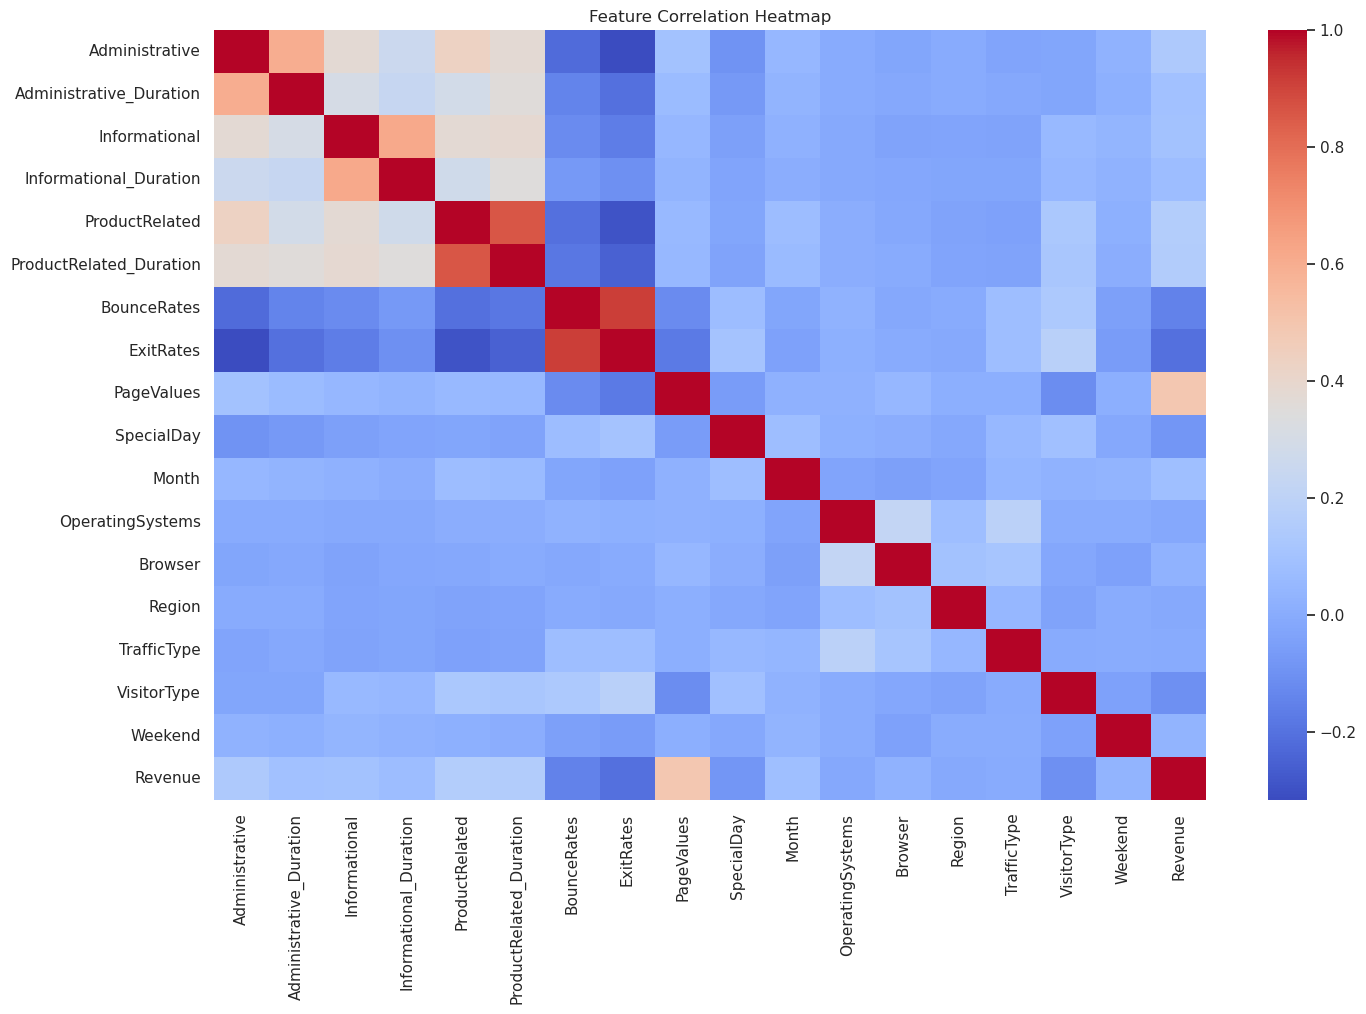 Feature Correlation Heatmap
Administrative
Administrative_Duration
Informational
Informational_Duration
ProductRelated
ProductRelated_Duration
BounceRates
ExitRates
PageValues
SpecialDay
Month
OperatingSystems
Browser
Region
TrafficType
VisitorType
Weekend
Revenue
Administrative
Administrative_Duration
Informational
Informational_Duration
ProductRelated
ProductRelated_Duration
BounceRates
ExitRates
PageValues
SpecialDay
Month
OperatingSystems
Browser
Region
TrafficType
VisitorType
Weekend
Revenue
1.0
0.8
0.6
0.4
0.2
0.0
−0.2